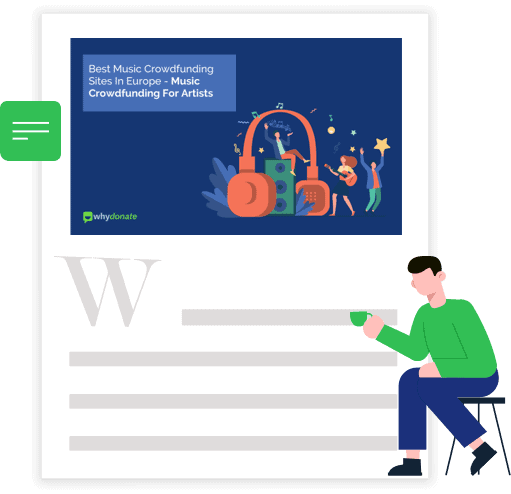 Best Music Crowdfunding
Sites In Europe - Music
Crowdfunding For Artists
whydonate
W